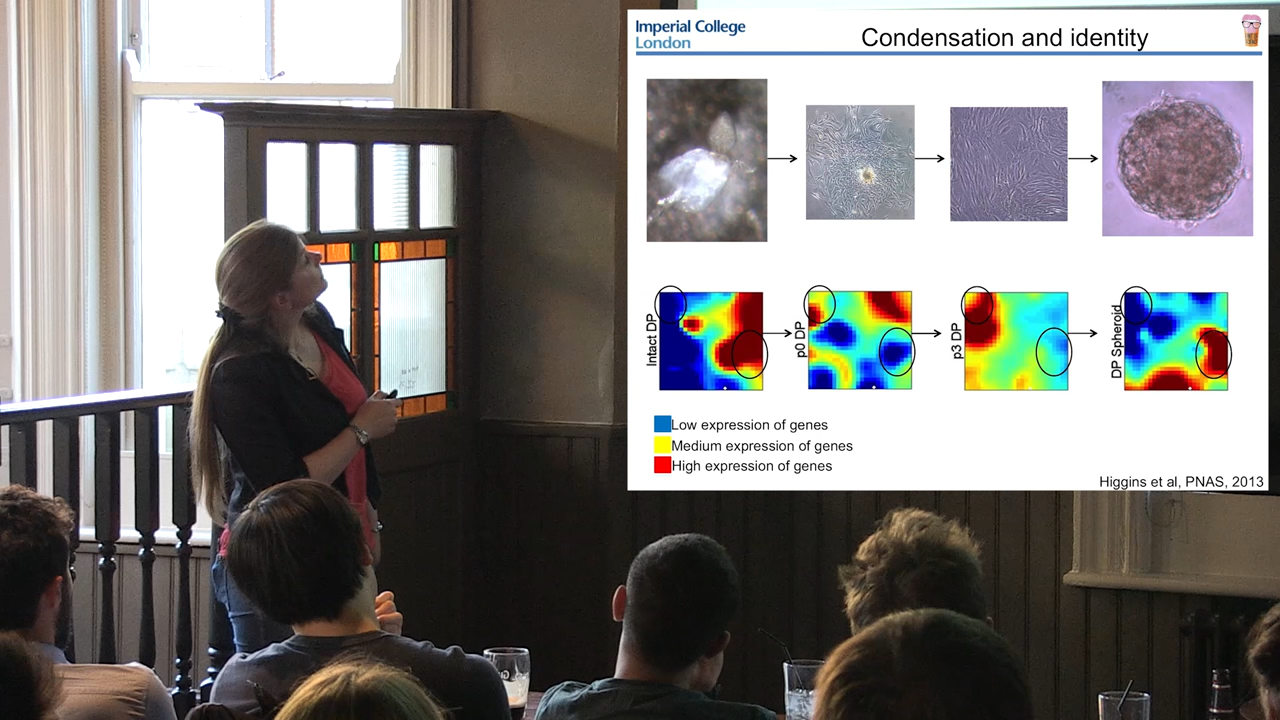 Imperial College
London
Condensation and identity
Intact DP
p0 DP
p3 DP
DP Spheroid
Low expression of genes
Medium expression of genes
High expression of genes
Higgins et al, PNAS, 2013